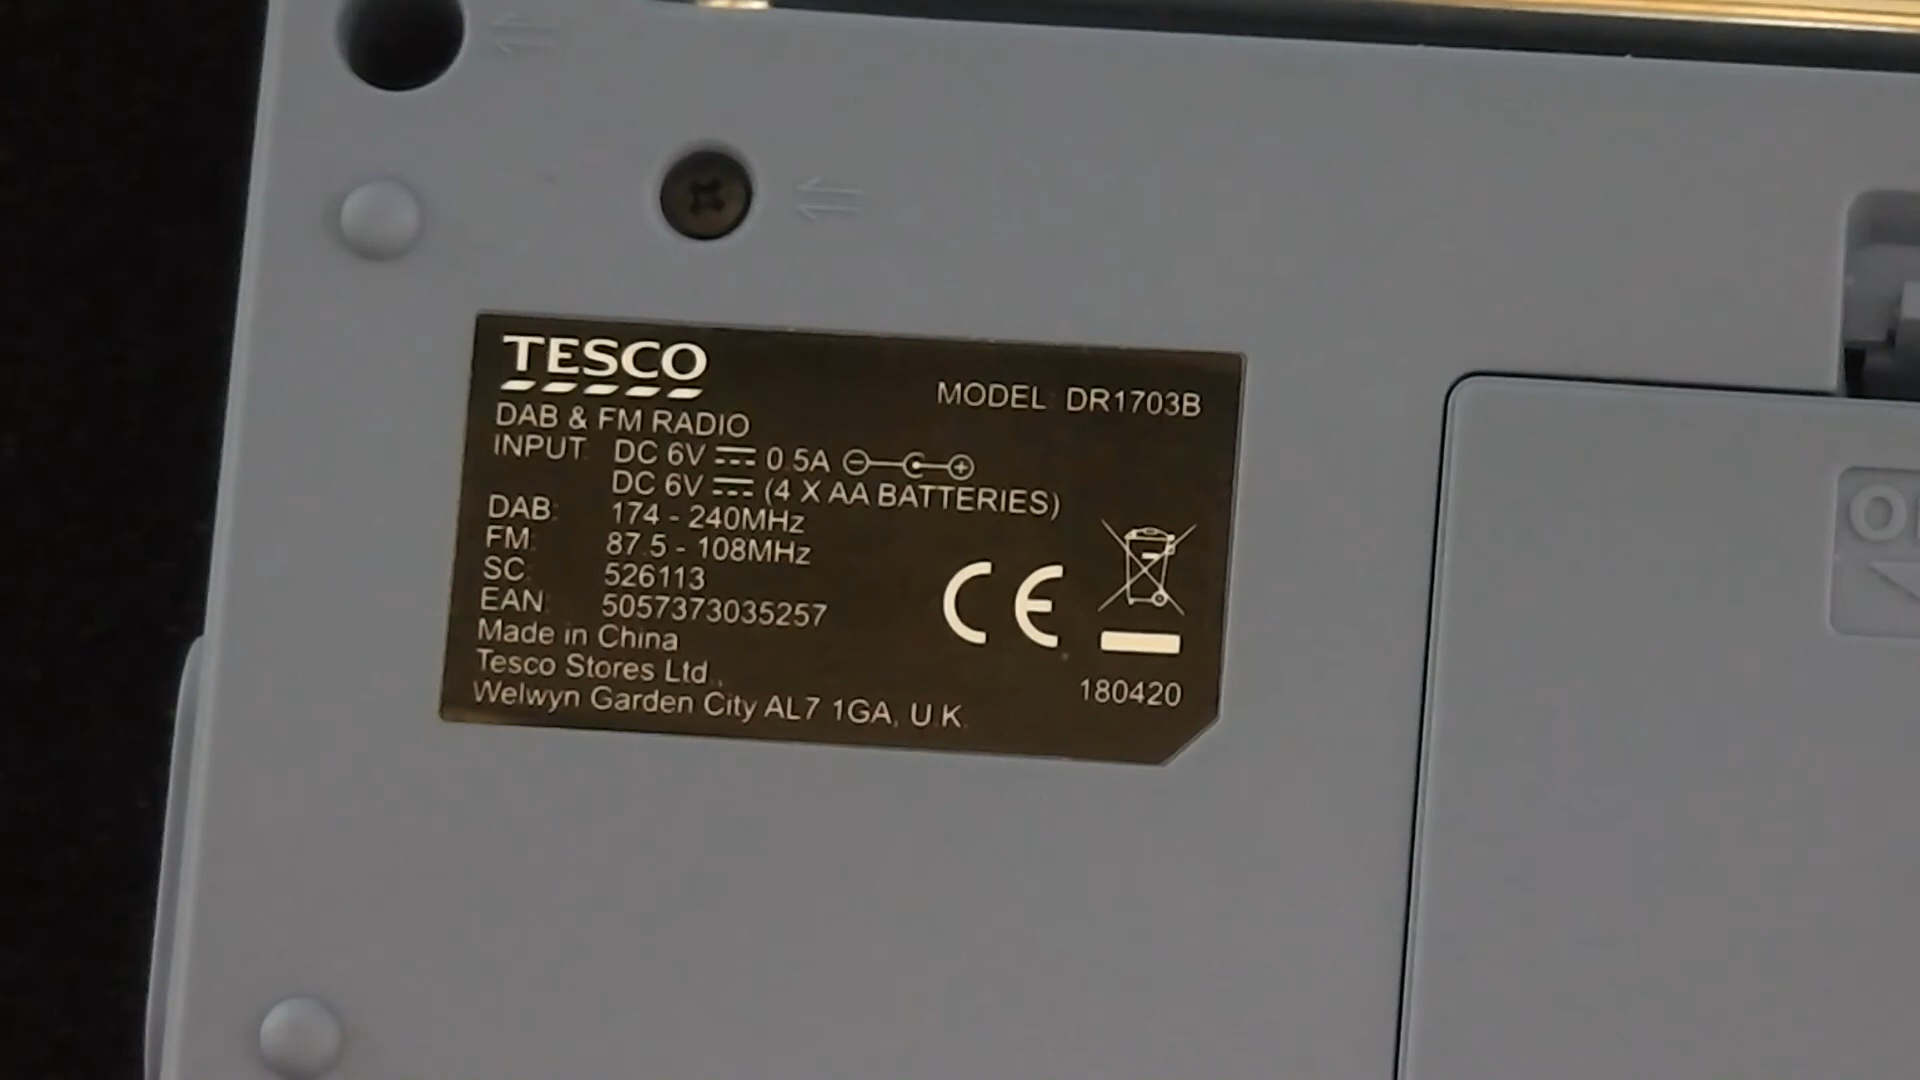 TESCO
MODEL: DR1703B
DAB & FM RADIO
INPUT: DC 6V 0.5A
DC 6V (4 X AA BATTERIES)
DAB: 174 - 240MHz
FM: 87.5 - 108MHz
SC: 526113
EAN: 5057373035257
Made in China
Tesco Stores Ltd.,
Welwyn Garden City AL7 1GA, U.K.
CE
180420